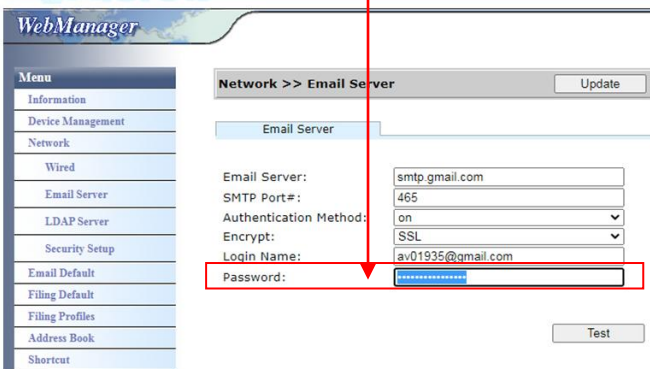 WebManager
Menu
Information
Device Management
Network
Wired
Email Server
LDAP Server
Security Setup
Email Default
Filing Default
Filing Profiles
Address Book
Shortcut
Network >> Email Server
Update
Email Server
Email Server: smtp.gmail.com
SMTP Port#: 465
Authentication Method: on
Encrypt: SSL
Login Name: av01935@gmail.com
Password: ••••••••••••••••
Test